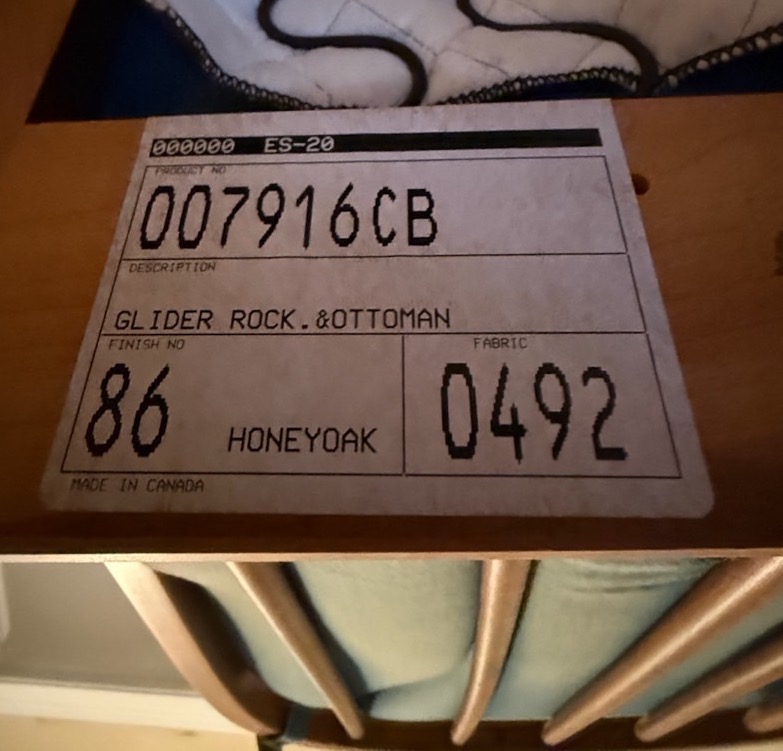 000000 ES-20
PRODUCT NO
007916CB
DESCRIPTION
GLIDER ROCK.&OTTOMAN
FINISH NO
FABRIC
86 HONEYOAK
0492
MADE IN CANADA